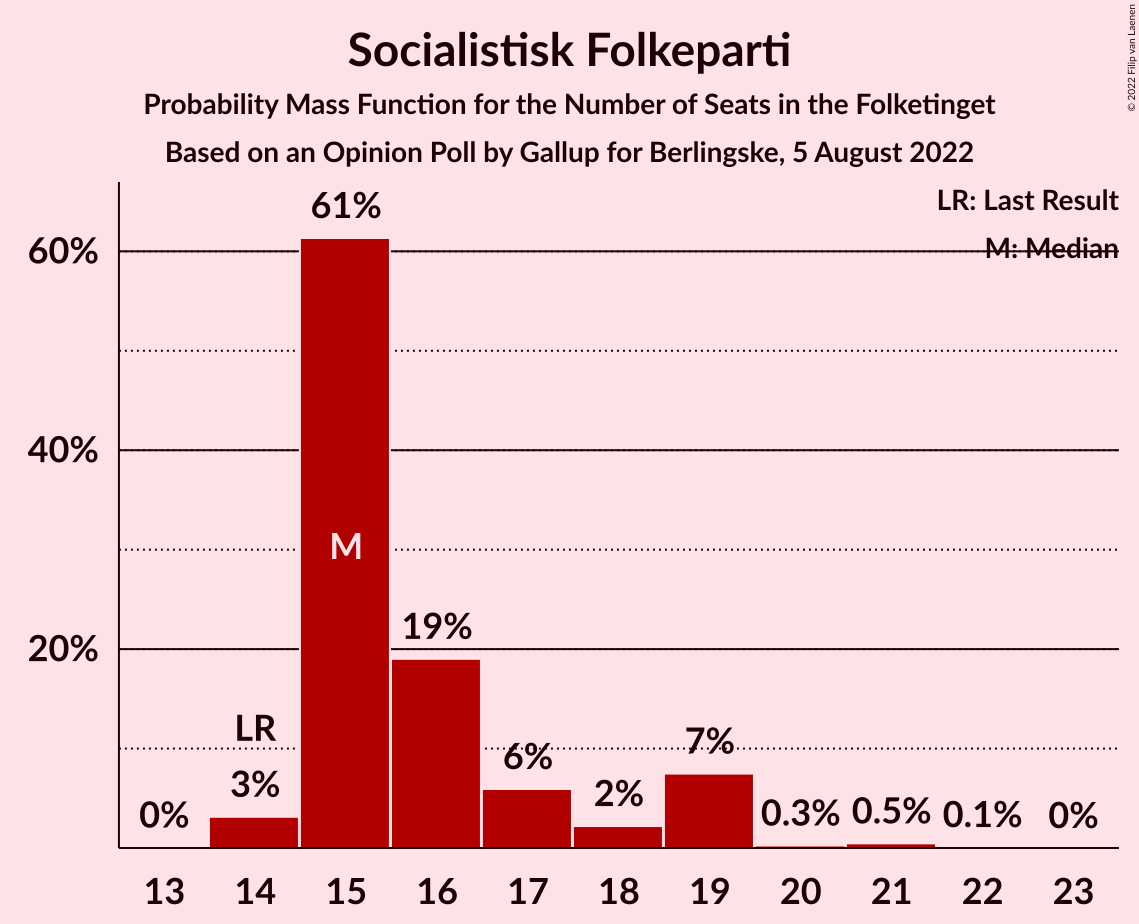 Socialistisk Folkeparti
Probability Mass Function for the Number of Seats in the Folketinget
Based on an Opinion Poll by Gallup for Berlingske, 5 August 2022
© 2022 Filip van Laenen
LR: Last Result
M: Median
60%
40%
20%
61%
M
19%
LR
3%
0%
6%
2%
7%
0.3%
0.5%
0.1%
0%
13 14 15 16 17 18 19 20 21 22 23